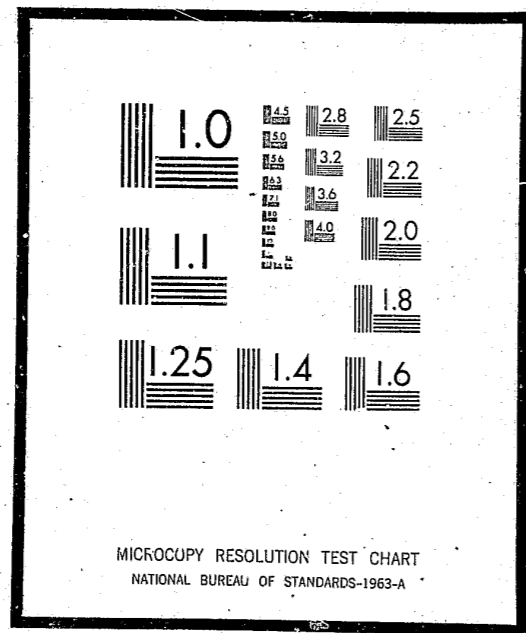 1.0
4.5 2.8 2.5
5.0
5.6 3.2 2.2
6.3
7.1 3.6
8.0
4.0 2.0
1.1
1.8
1.25 1.4 1.6
MICROCOPY RESOLUTION TEST CHART
NATIONAL BUREAU OF STANDARDS-1963-A